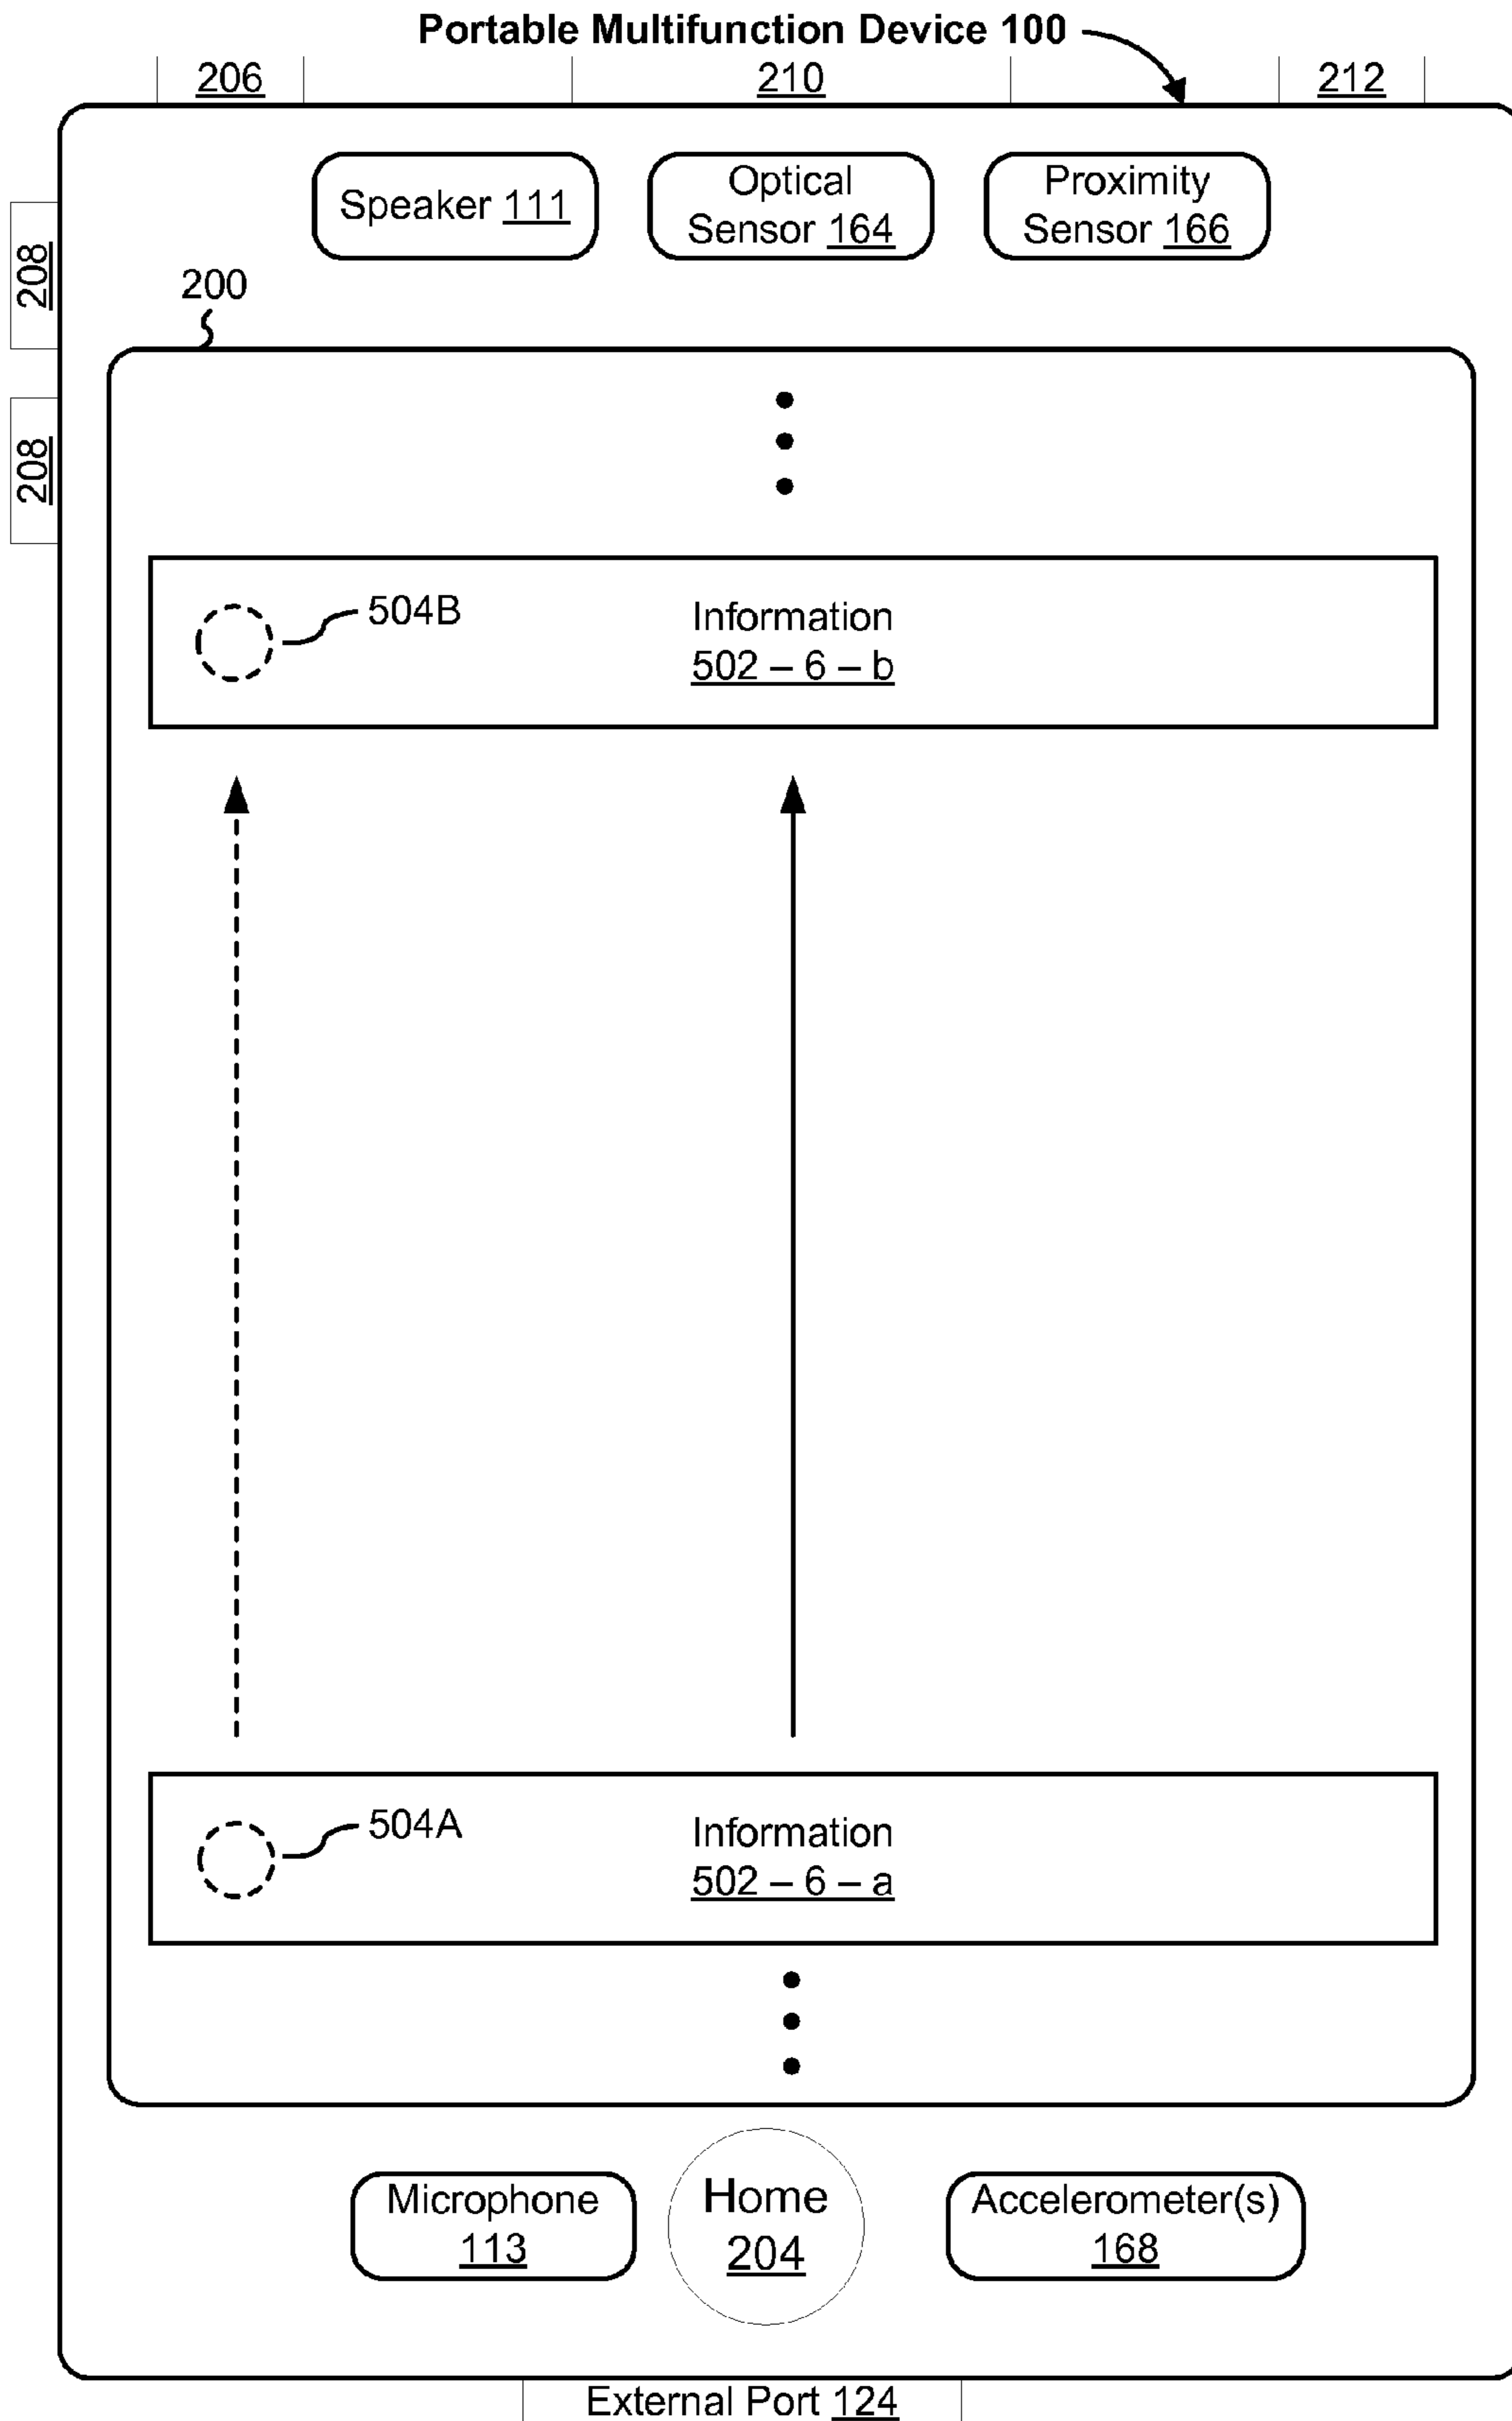 Portable Multifunction Device 100
206
210
212
Speaker 111
Optical
Sensor 164
Proximity
Sensor 166
208
200
208
504B
Information
502 – 6 – b
504A
Information
502 – 6 – a
Microphone
113
Home
204
Accelerometer(s)
168
External Port 124